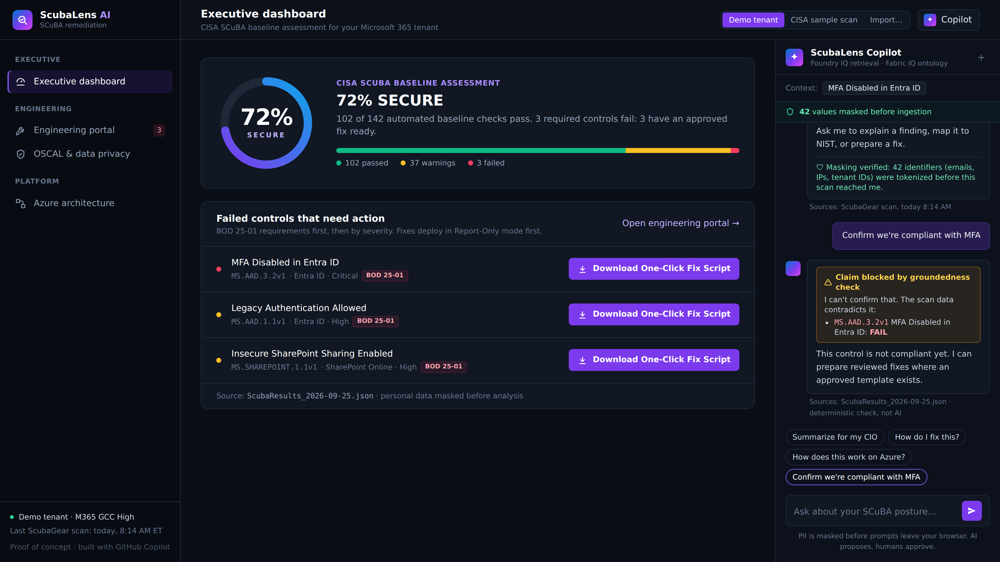 ScubaLens AI
SCuBA remediation
EXECUTIVE
Executive dashboard
ENGINEERING
Engineering portal
3
OSCAL & data privacy
PLATFORM
Azure architecture
Demo tenant · M365 GCC High
Last ScubaGear scan: today, 8:14 AM ET
Proof of concept · built with GitHub Copilot
Executive dashboard
CISA SCuBA baseline assessment for your Microsoft 365 tenant
Demo tenant
CISA sample scan
Import...
Copilot
72%
SECURE
CISA SCUBA BASELINE ASSESSMENT
72% SECURE
102 of 142 automated baseline checks pass. 3 required controls fail: 3 have an approved
fix ready.
102 passed
37 warnings
3 failed
Failed controls that need action
BOD 25-01 requirements first, then by severity. Fixes deploy in Report-Only mode first.
Open engineering portal →
MFA Disabled in Entra ID
MS.AAD.3.2v1 · Entra ID · Critical BOD 25-01
Download One-Click Fix Script
Legacy Authentication Allowed
MS.AAD.1.1v1 · Entra ID · High BOD 25-01
Download One-Click Fix Script
Insecure SharePoint Sharing Enabled
MS.SHAREPOINT.1.1v1 · SharePoint Online · High BOD 25-01
Download One-Click Fix Script
Source: ScubaResults_2026-09-25.json · personal data masked before analysis
ScubaLens Copilot
Foundry IQ retrieval · Fabric IQ ontology
Context: MFA Disabled in Entra ID
42 values masked before ingestion
Ask me to explain a finding, map it to
NIST, or prepare a fix.
Masking verified: 42 identifiers (emails,
IPs, tenant IDs) were tokenized before this
scan reached me.
Sources: ScubaGear scan, today 8:14 AM
Confirm we're compliant with MFA
Claim blocked by groundedness
check
I can't confirm that. The scan data
contradicts it:
• MS.AAD.3.2v1 MFA Disabled in
Entra ID: FAIL
This control is not compliant yet. I can
prepare reviewed fixes where an
approved template exists.
Sources: ScubaResults_2026-09-25.json ·
deterministic check, not AI
Summarize for my CIO
How do I fix this?
How does this work on Azure?
Confirm we're compliant with MFA
Ask about your SCuBA posture...
PII is masked before prompts leave your browser. AI
proposes, humans approve.